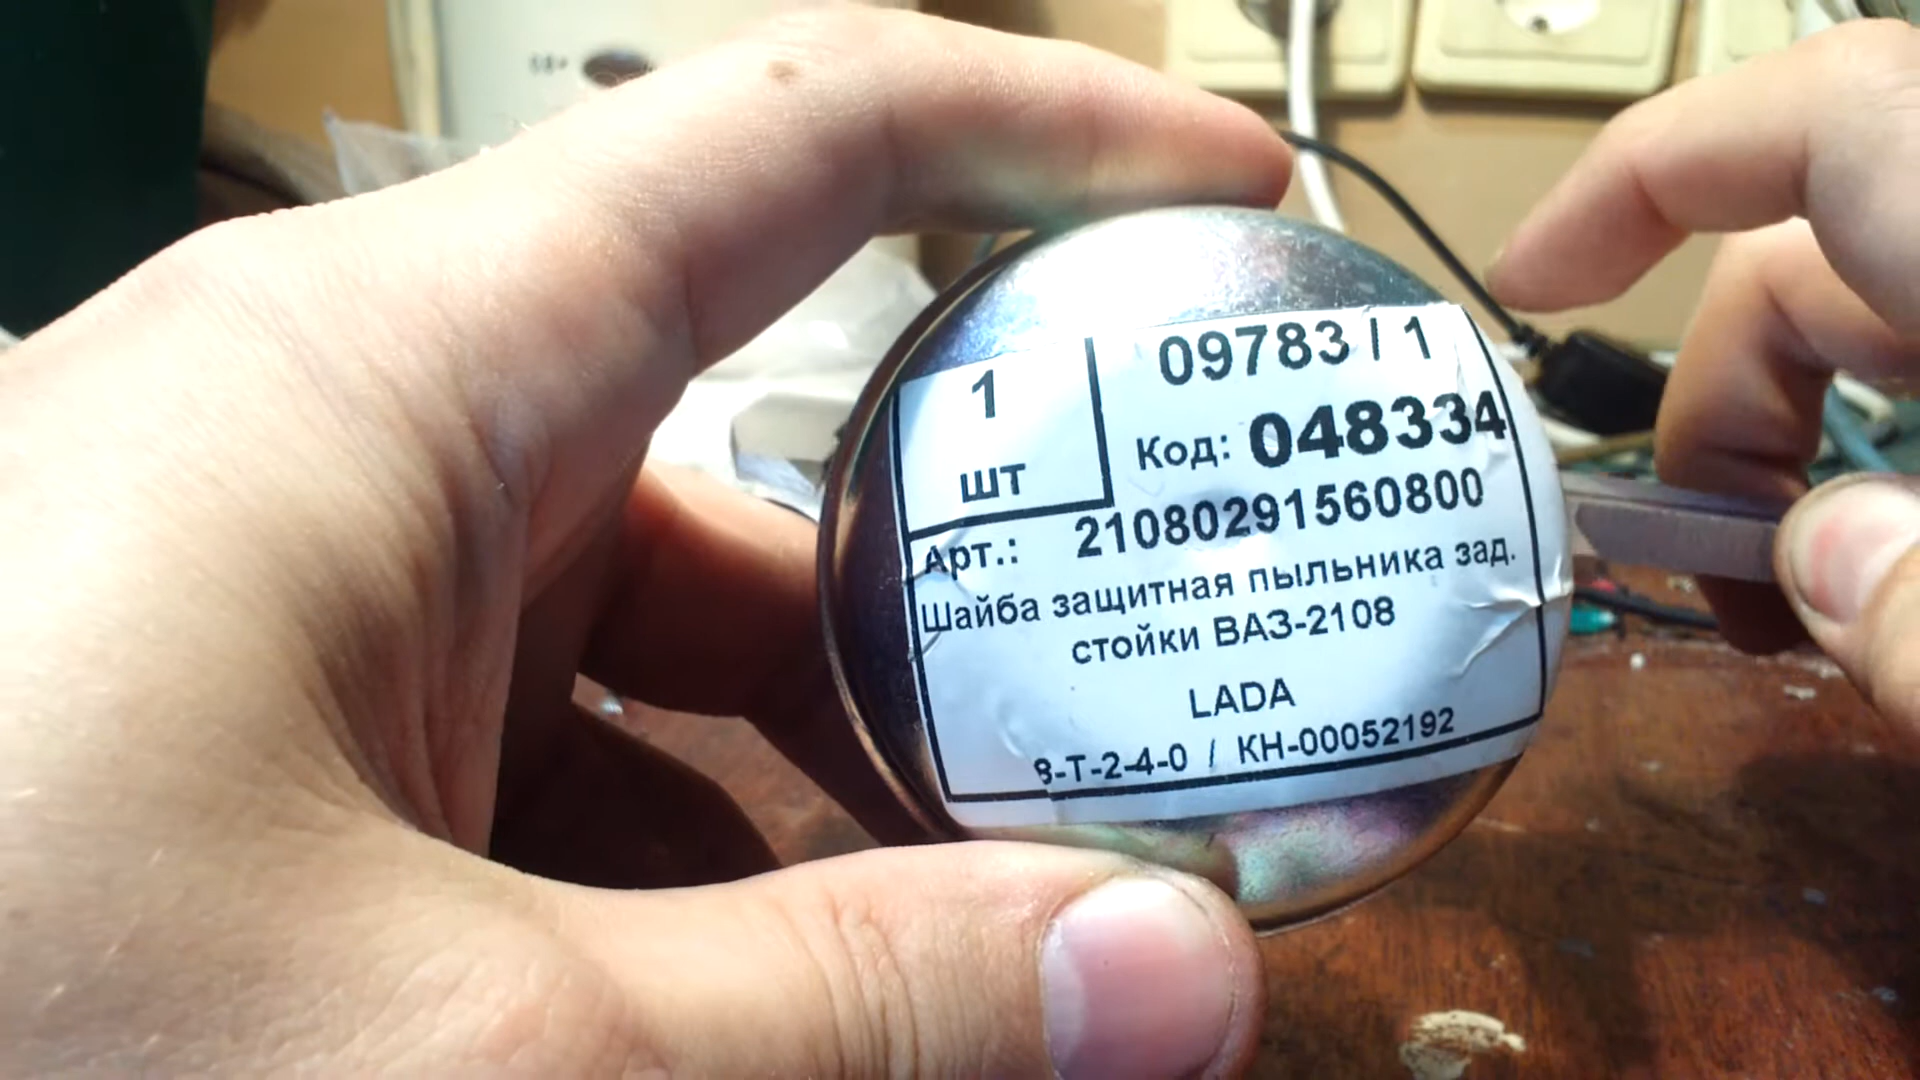 1
шт
09783 / 1
Код: 048334
Арт.: 21080291560800
Шайба защитная пыльника зад.
стойки ВАЗ-2108
LADA
8-Т-2-4-0 / КН-00052192